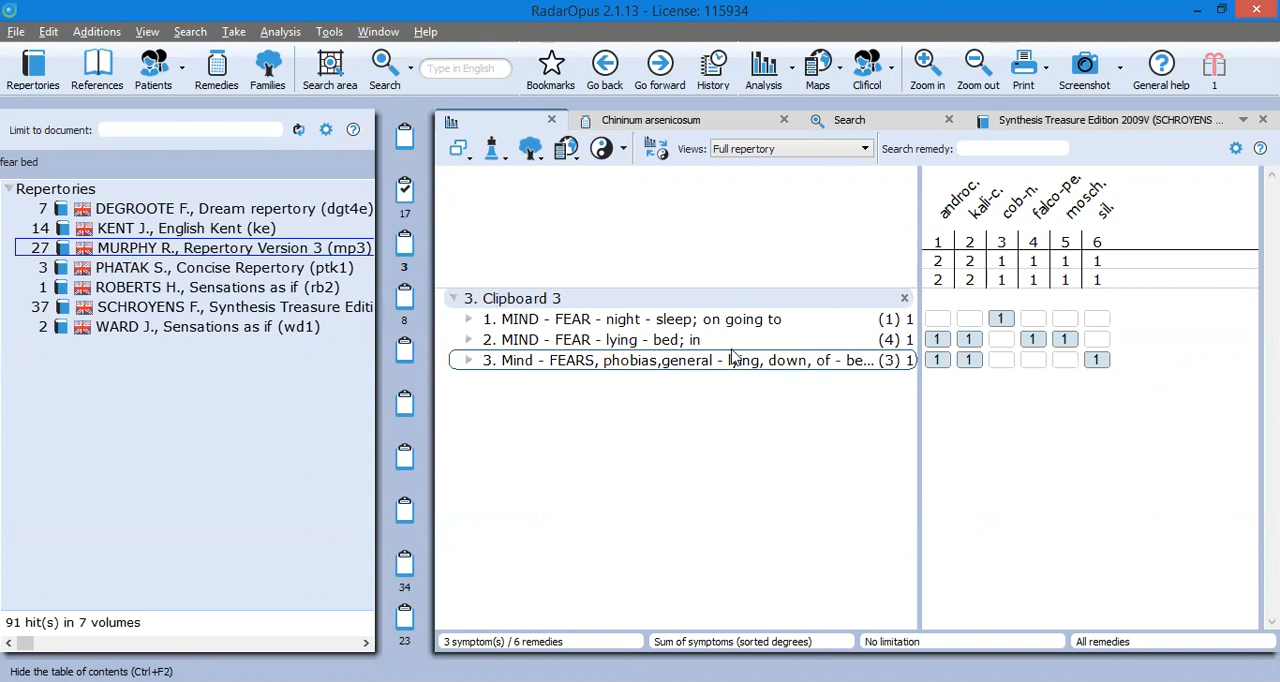 RadarOpus 2.1.13 - License: 115934
File Edit Additions View Search Take Analysis Tools Window Help
Type in English
Repertories References Patients Remedies Families Search area Search Bookmarks Go back Go forward History Analysis Maps Clificol Zoom in Zoom out Print Screenshot General help 1
Limit to document:
fear bed
Repertories
7 DEGROOTE F., Dream repertory (dgt4e)
14 KENT J., English Kent (ke)
27 MURPHY R., Repertory Version 3 (mp3)
3 PHATAK S., Concise Repertory (ptk1)
1 ROBERTS H., Sensations as if (rb2)
37 SCHROYENS F., Synthesis Treasure Editi
2 WARD J., Sensations as if (wd1)
91 hit(s) in 7 volumes
Hide the table of contents (Ctrl+F2)
17
3
8
34
23
Chininum arsenicosum Search Synthesis Treasure Edition 2009V (SCHROYENS ...
Views: Full repertory Search remedy:
androc. kali-c. cob-n. falco-pe. mosch. sil.
1 2 3 4 5 6
2 2 1 1 1 1
2 2 1 1 1 1
3. Clipboard 3
1. MIND - FEAR - night - sleep; on going to (1) 1 1
2. MIND - FEAR - lying - bed; in (4) 1 1 1 1 1
3. Mind - FEARS, phobias,general - lying, down, of - be... (3) 1 1 1 1
3 symptom(s) / 6 remedies Sum of symptoms (sorted degrees) No limitation All remedies